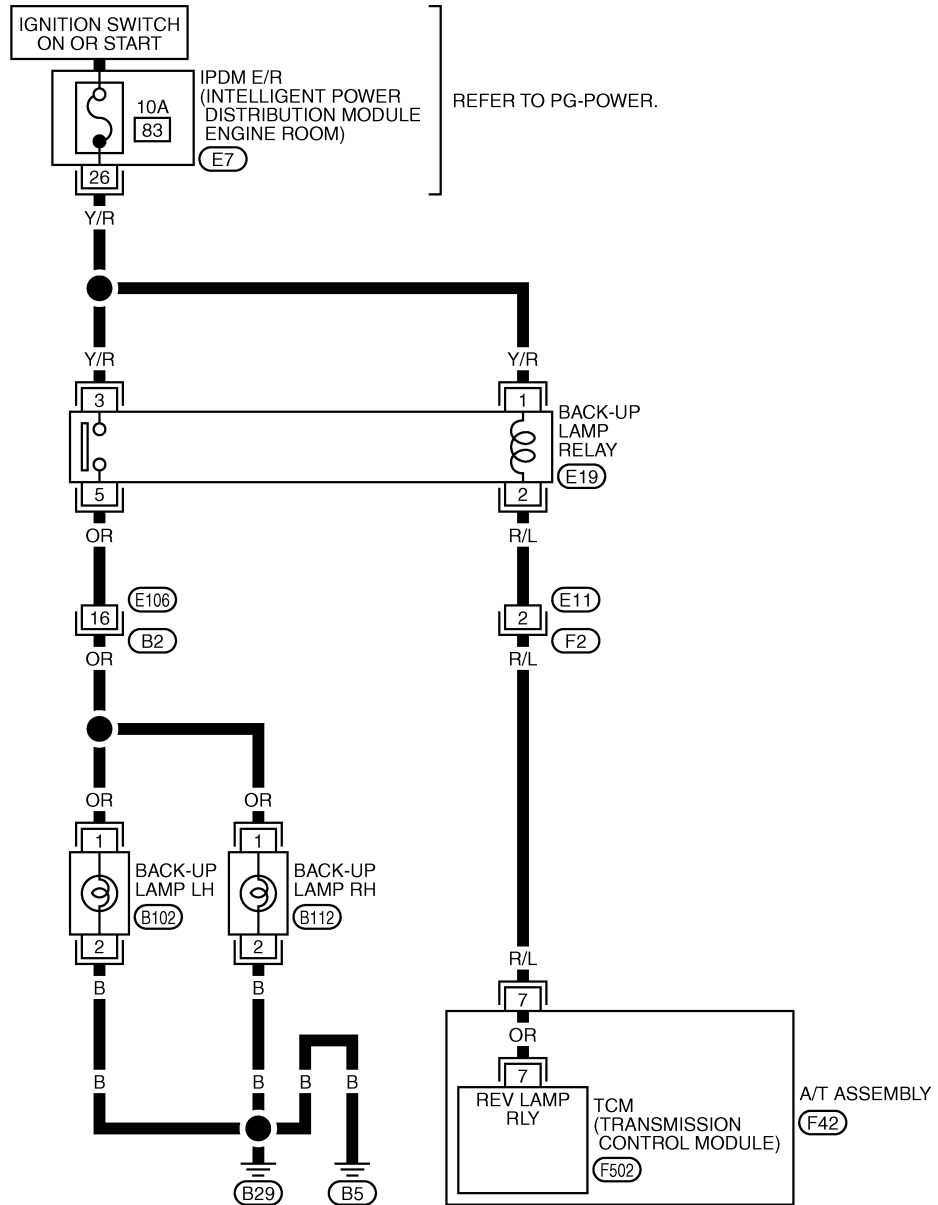 IGNITION SWITCH
ON OR START
IPDM E/R
(INTELLIGENT POWER
DISTRIBUTION MODULE
ENGINE ROOM)
10A
83
E7
REFER TO PG-POWER.
26
Y/R
Y/R
Y/R
3
1
BACK-UP
LAMP
RELAY
E19
5
2
OR
R/L
E106
16
B2
E11
2
F2
OR
R/L
OR
OR
1
1
BACK-UP
LAMP LH
B102
BACK-UP
LAMP RH
B112
2
2
B
B
R/L
7
OR
7
B
B
B
B
REV LAMP
RLY
TCM
(TRANSMISSION
CONTROL MODULE)
F502
A/T ASSEMBLY
F42
B29
B5